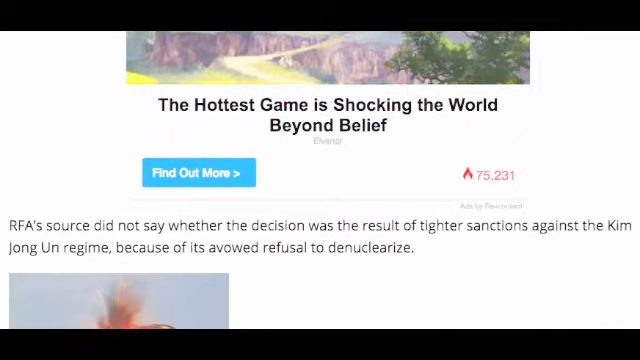 The Hottest Game is Shocking the World
Beyond Belief
Elvenar
Find Out More >
75,231
Ads by Revcontent
RFA's source did not say whether the decision was the result of tighter sanctions against the Kim
Jong Un regime, because of its avowed refusal to denuclearize.